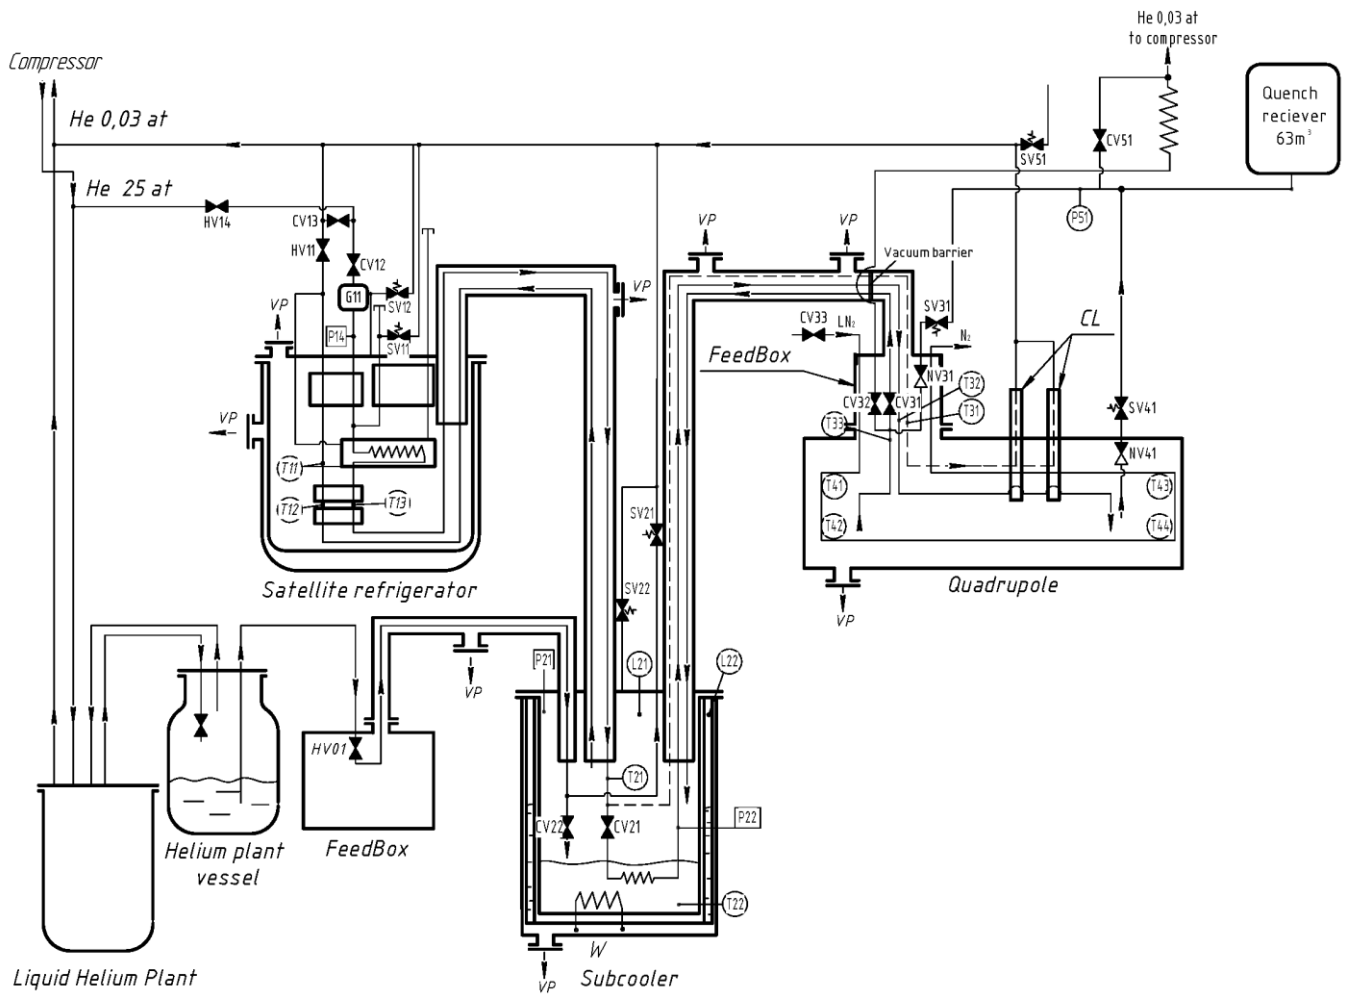 He 0,03 at
to compressor
Compressor
Quench
reciever
63m³
He 0,03 at
CV51
SV51
He 25 at
HV14
CV13
P51
HV11
CV12
VP
VP
Vacuum barrier
G11
SV12
VP
VP
SV31
CV33
LN₂
CL
P14
SV11
N₂
FeedBox
NV31
T32
VP
CV32
CV31
T31
SV41
T33
NV41
T11
T41
T43
T12
T13
SV21
T42
T44
Satellite refrigerator
SV22
Quadrupole
VP
P21
L21
L22
VP
HV01
T21
CV22
CV21
P22
Helium plant
vessel
FeedBox
T22
W
Liquid Helium Plant
VP
Subcooler